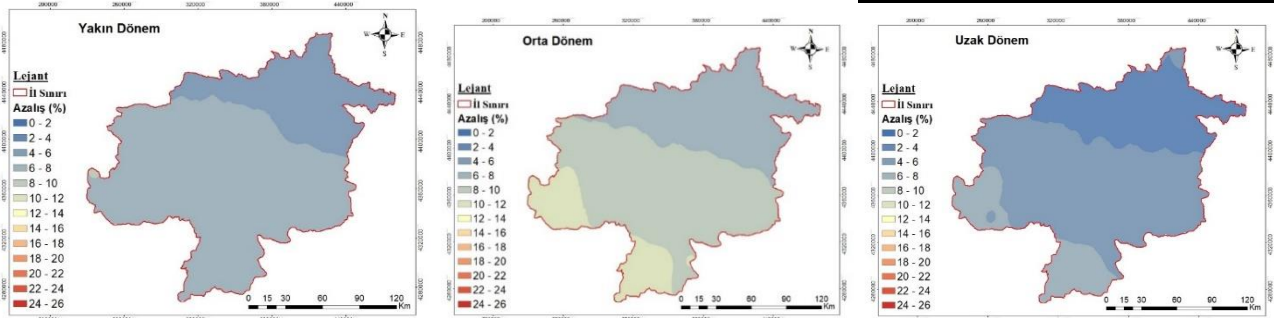 Yakın Dönem
N
W E
S
Lejant
İl Sınırı
Azalış (%)
0 - 2
2 - 4
4 - 6
6 - 8
8 - 10
10 - 12
12 - 14
14 - 16
16 - 18
18 - 20
20 - 22
22 - 24
24 - 26
0 15 30 60 90 120
Km
Orta Dönem
N
W E
S
Lejant
İl Sınırı
Azalış (%)
0 - 2
2 - 4
4 - 6
6 - 8
8 - 10
10 - 12
12 - 14
14 - 16
16 - 18
18 - 20
20 - 22
22 - 24
24 - 26
0 15 30 60 90 120
Km
Uzak Dönem
N
W E
S
Lejant
İl Sınırı
Azalış (%)
0 - 2
2 - 4
4 - 6
6 - 8
8 - 10
10 - 12
12 - 14
14 - 16
16 - 18
18 - 20
20 - 22
22 - 24
24 - 26
0 15 30 60 90 120
Km